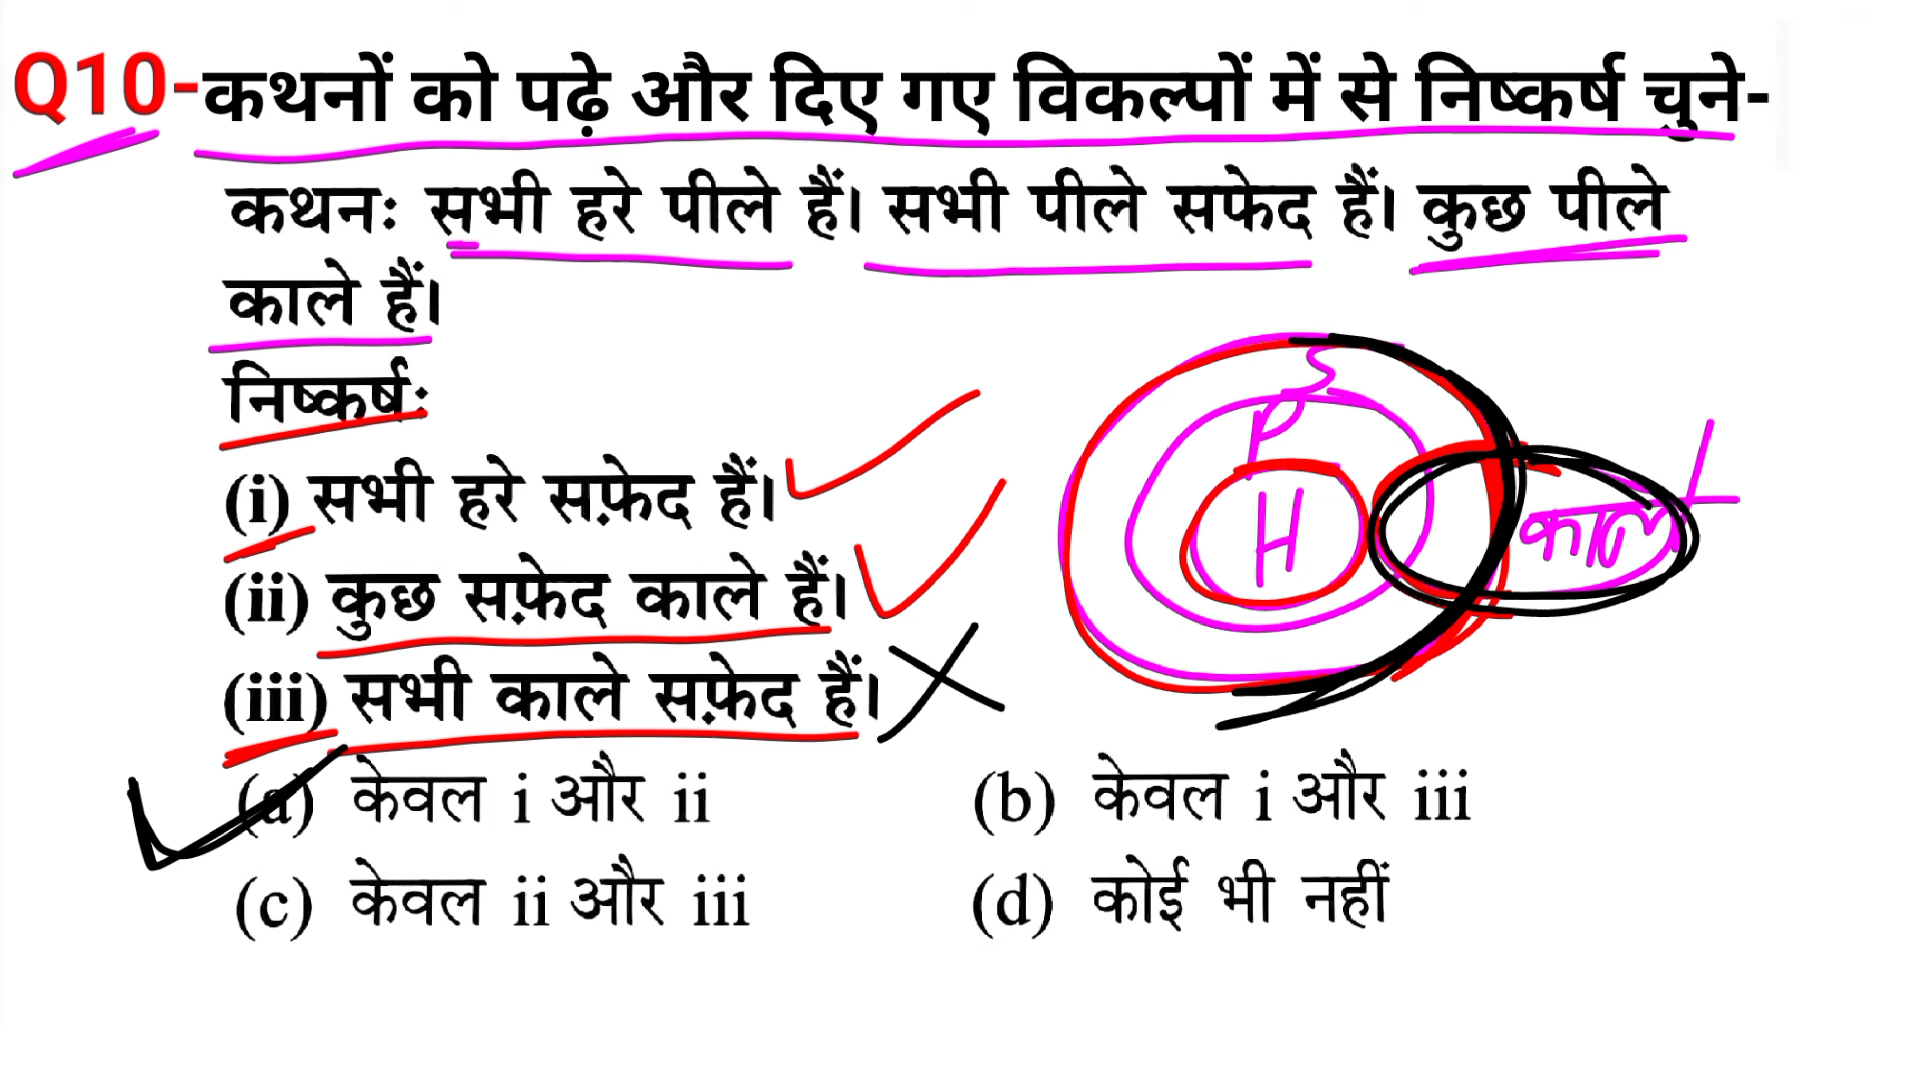 Q10-कथनों को पढ़े और दिए गए विकल्पों में से निष्कर्ष चुने-
कथनः सभी हरे पीले हैं। सभी पीले सफेद हैं। कुछ पीले
काले हैं।
निष्कर्षः
(i) सभी हरे सफ़ेद हैं।
(ii) कुछ सफ़ेद काले हैं।
(iii) सभी काले सफ़ेद हैं।
S
P
H
काले
(a) केवल i और ii (b) केवल i और iii
(c) केवल ii और iii (d) कोई भी नहीं